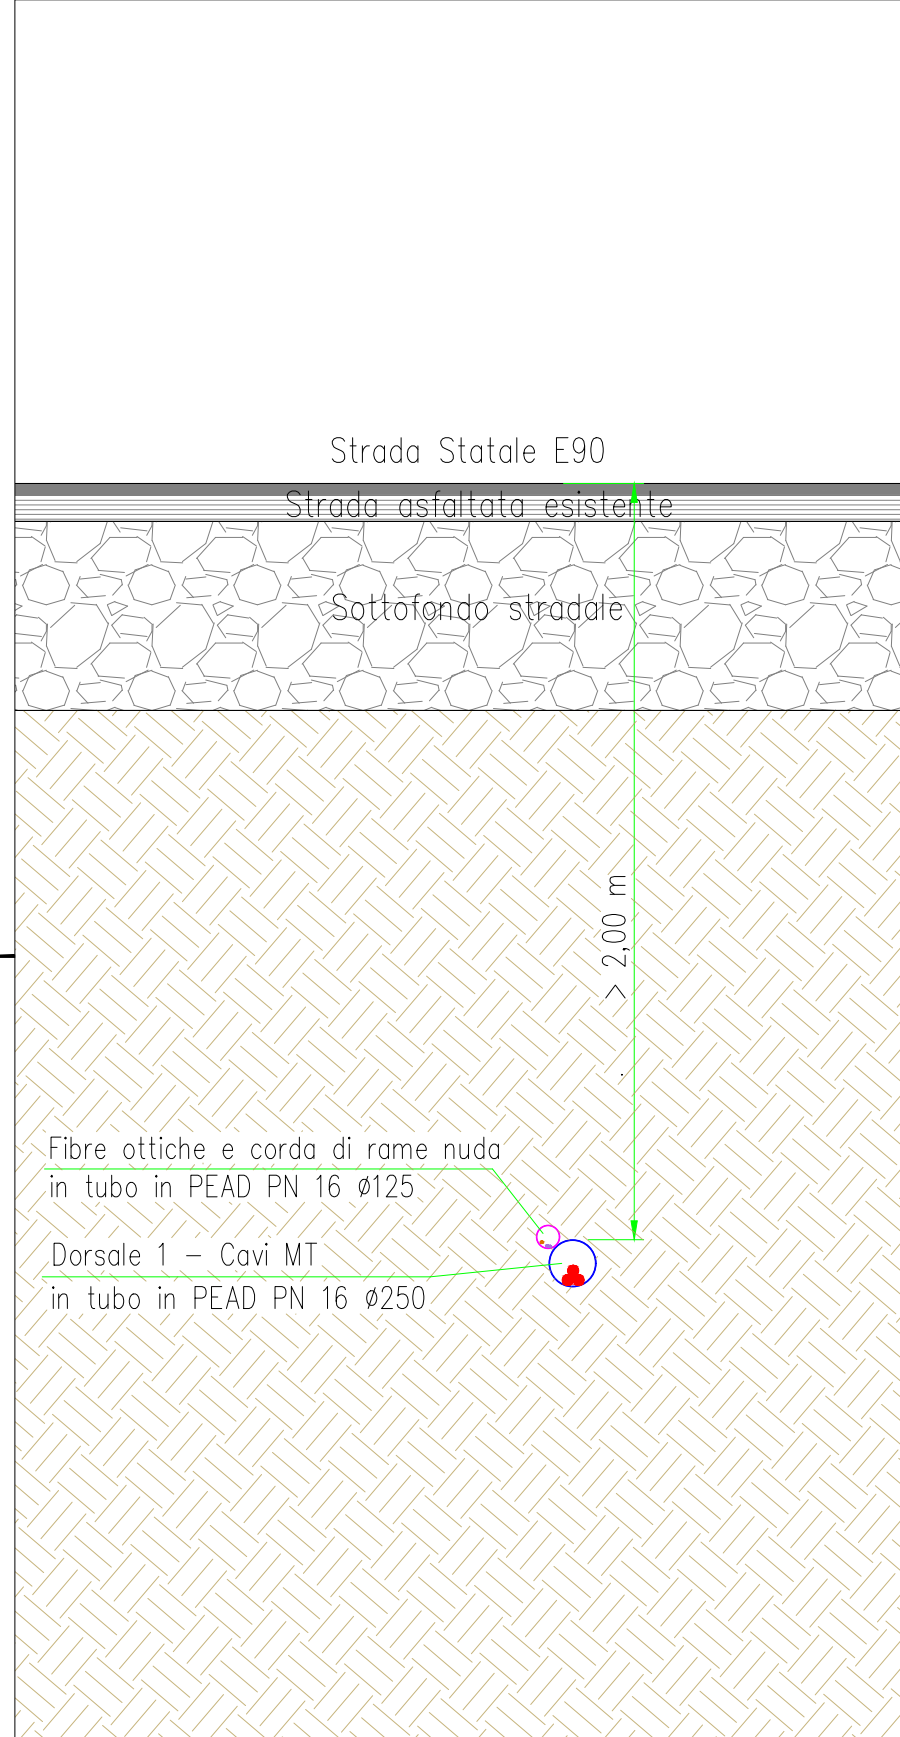 Strada Statale E90
Strada asfaltata esistente
Sottofondo stradale
> 2,00 m
Fibre ottiche e corda di rame nuda
in tubo in PEAD PN 16 Ø125
Dorsale 1 – Cavi MT
in tubo in PEAD PN 16 Ø250